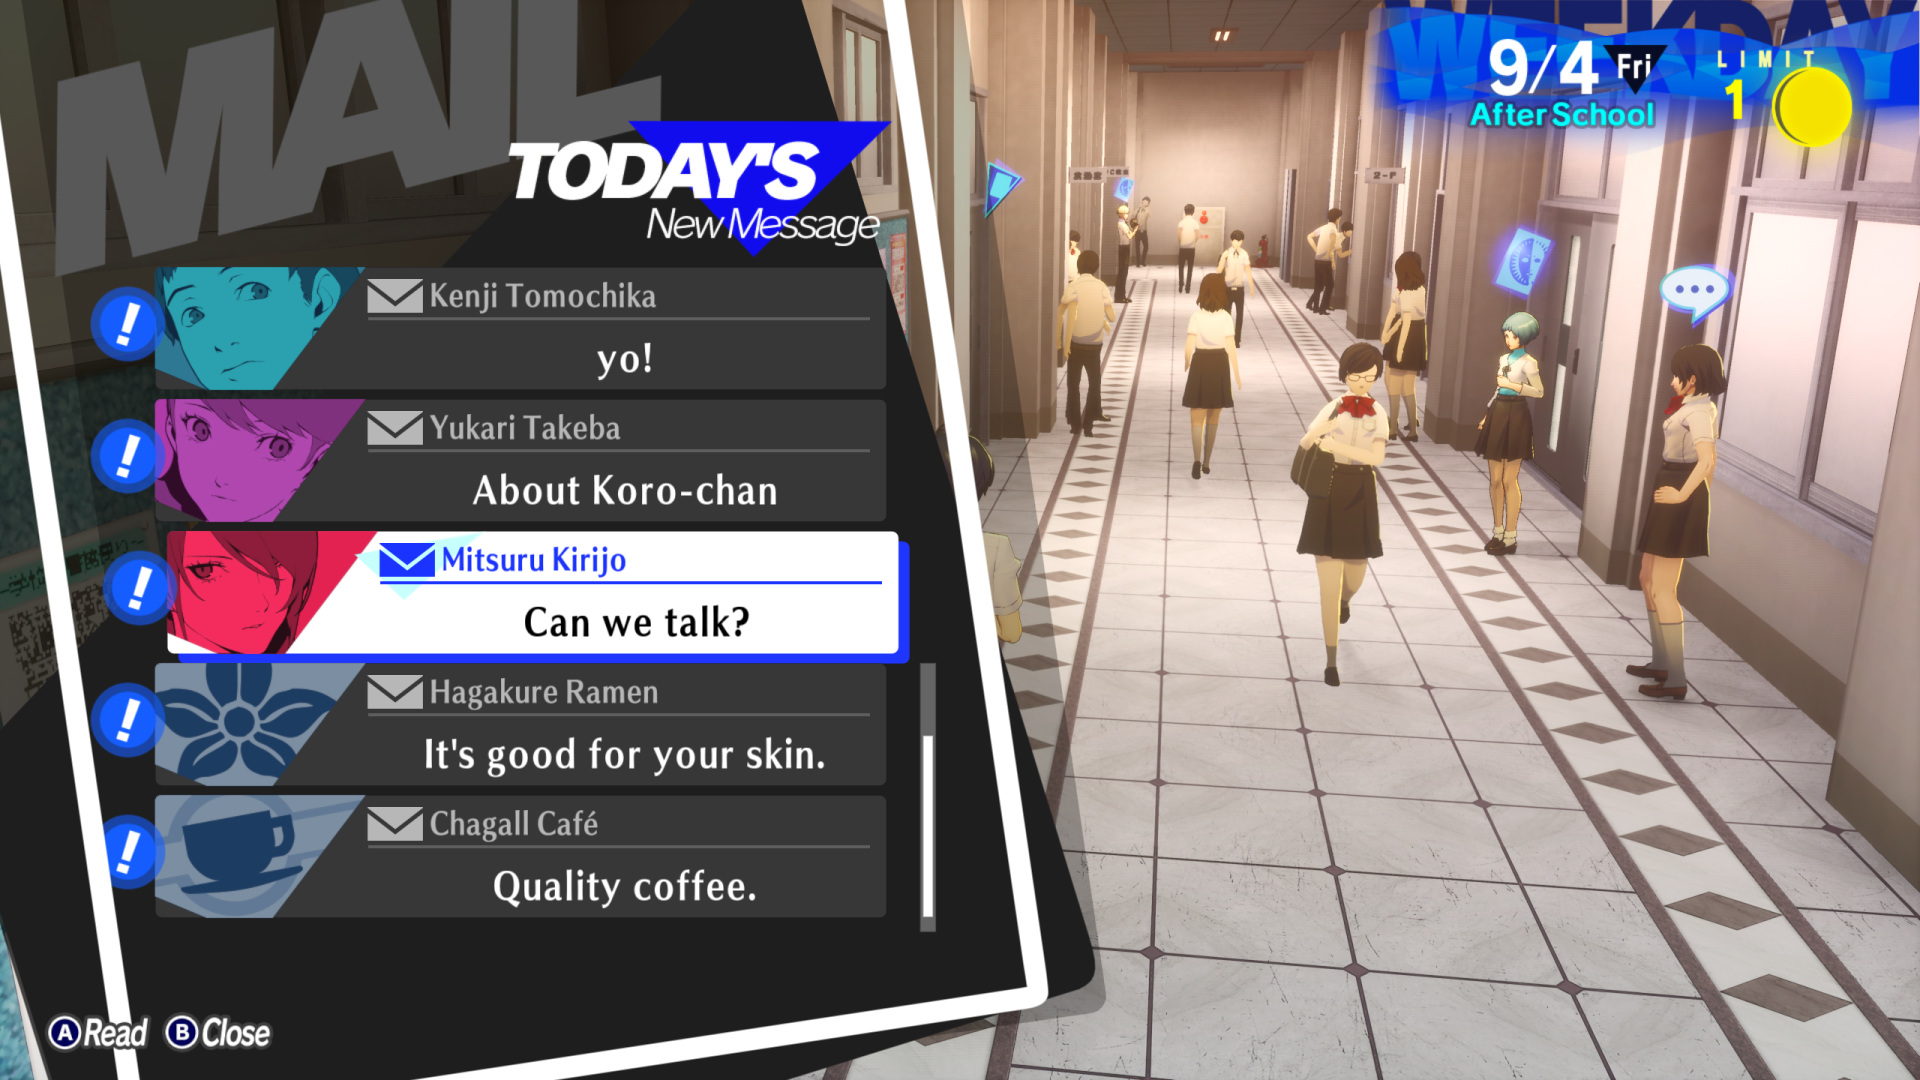 MAIL
TODAY'S
New Message
Kenji Tomochika
yo!
Yukari Takeba
About Koro-chan
Mitsuru Kirijo
Can we talk?
Hagakure Ramen
It's good for your skin.
Chagall Café
Quality coffee.
A Read B Close
WEEKDAY
9/4 Fri
After School
LIMIT
1
2-F